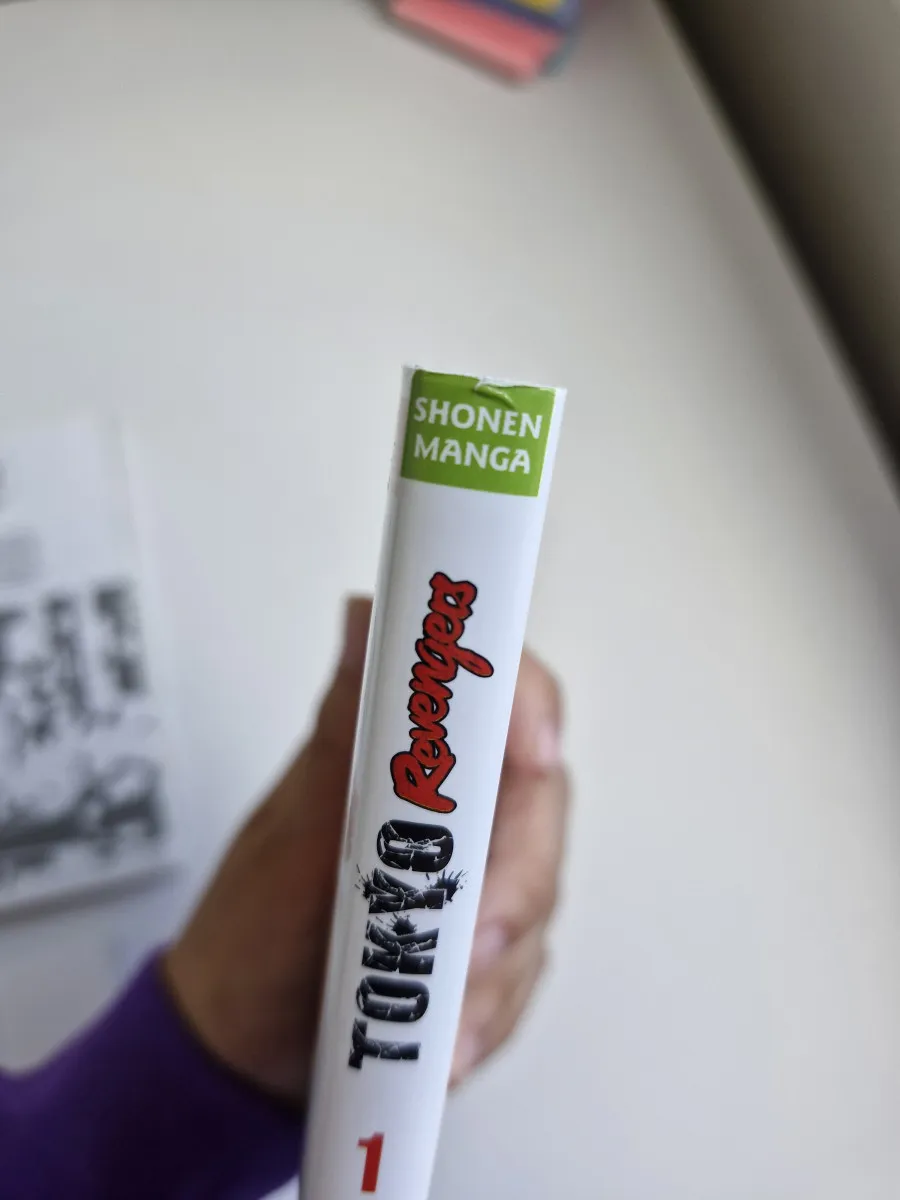 SHONEN
MANGA
TOKYO Revengers
1